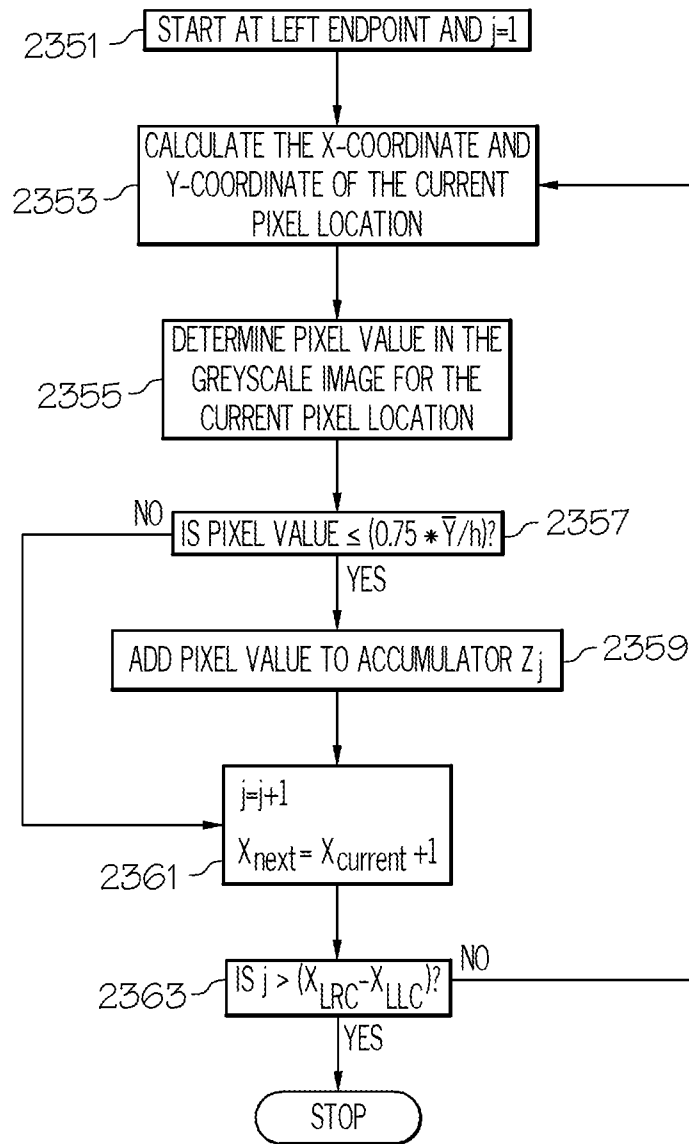 2351
START AT LEFT ENDPOINT AND j=1
CALCULATE THE X-COORDINATE AND
Y-COORDINATE OF THE CURRENT
PIXEL LOCATION
2353
DETERMINE PIXEL VALUE IN THE
GREYSCALE IMAGE FOR THE
CURRENT PIXEL LOCATION
2355
NO
IS PIXEL VALUE ≤ (0.75 * Y̅/h)?
2357
YES
ADD PIXEL VALUE TO ACCUMULATOR Zj
2359
j=j+1
Xnext = Xcurrent +1
2361
IS j > (XLRC-XLLC)?
NO
2363
YES
STOP